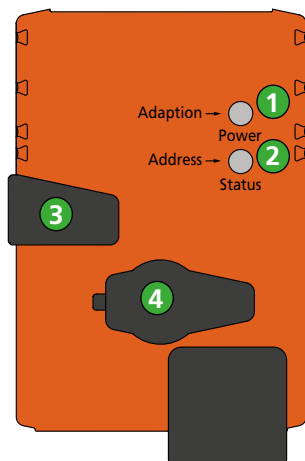 1
Adaption →
Power
2
Address →
Status
3
4